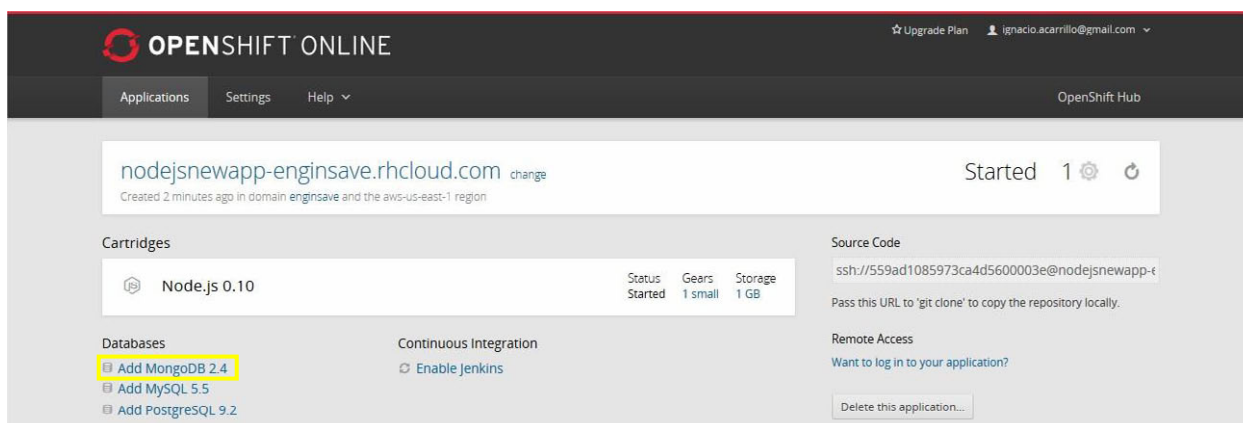 OPENSHIFT ONLINE
Upgrade Plan ignacio.acarrillo@gmail.com
Applications Settings Help OpenShift Hub
nodejsnewapp-enginsave.rhcloud.com change
Started 1
Created 2 minutes ago in domain enginsave and the aws-us-east-1 region
Cartridges
Node.js 0.10
Status Gears Storage
Started 1 small 1 GB
Databases
Add MongoDB 2.4
Add MySQL 5.5
Add PostgreSQL 9.2
Continuous Integration
Enable Jenkins
Source Code
ssh://559ad1085973ca4d5600003e@nodejsnewapp-e
Pass this URL to 'git clone' to copy the repository locally.
Remote Access
Want to log in to your application?
Delete this application...